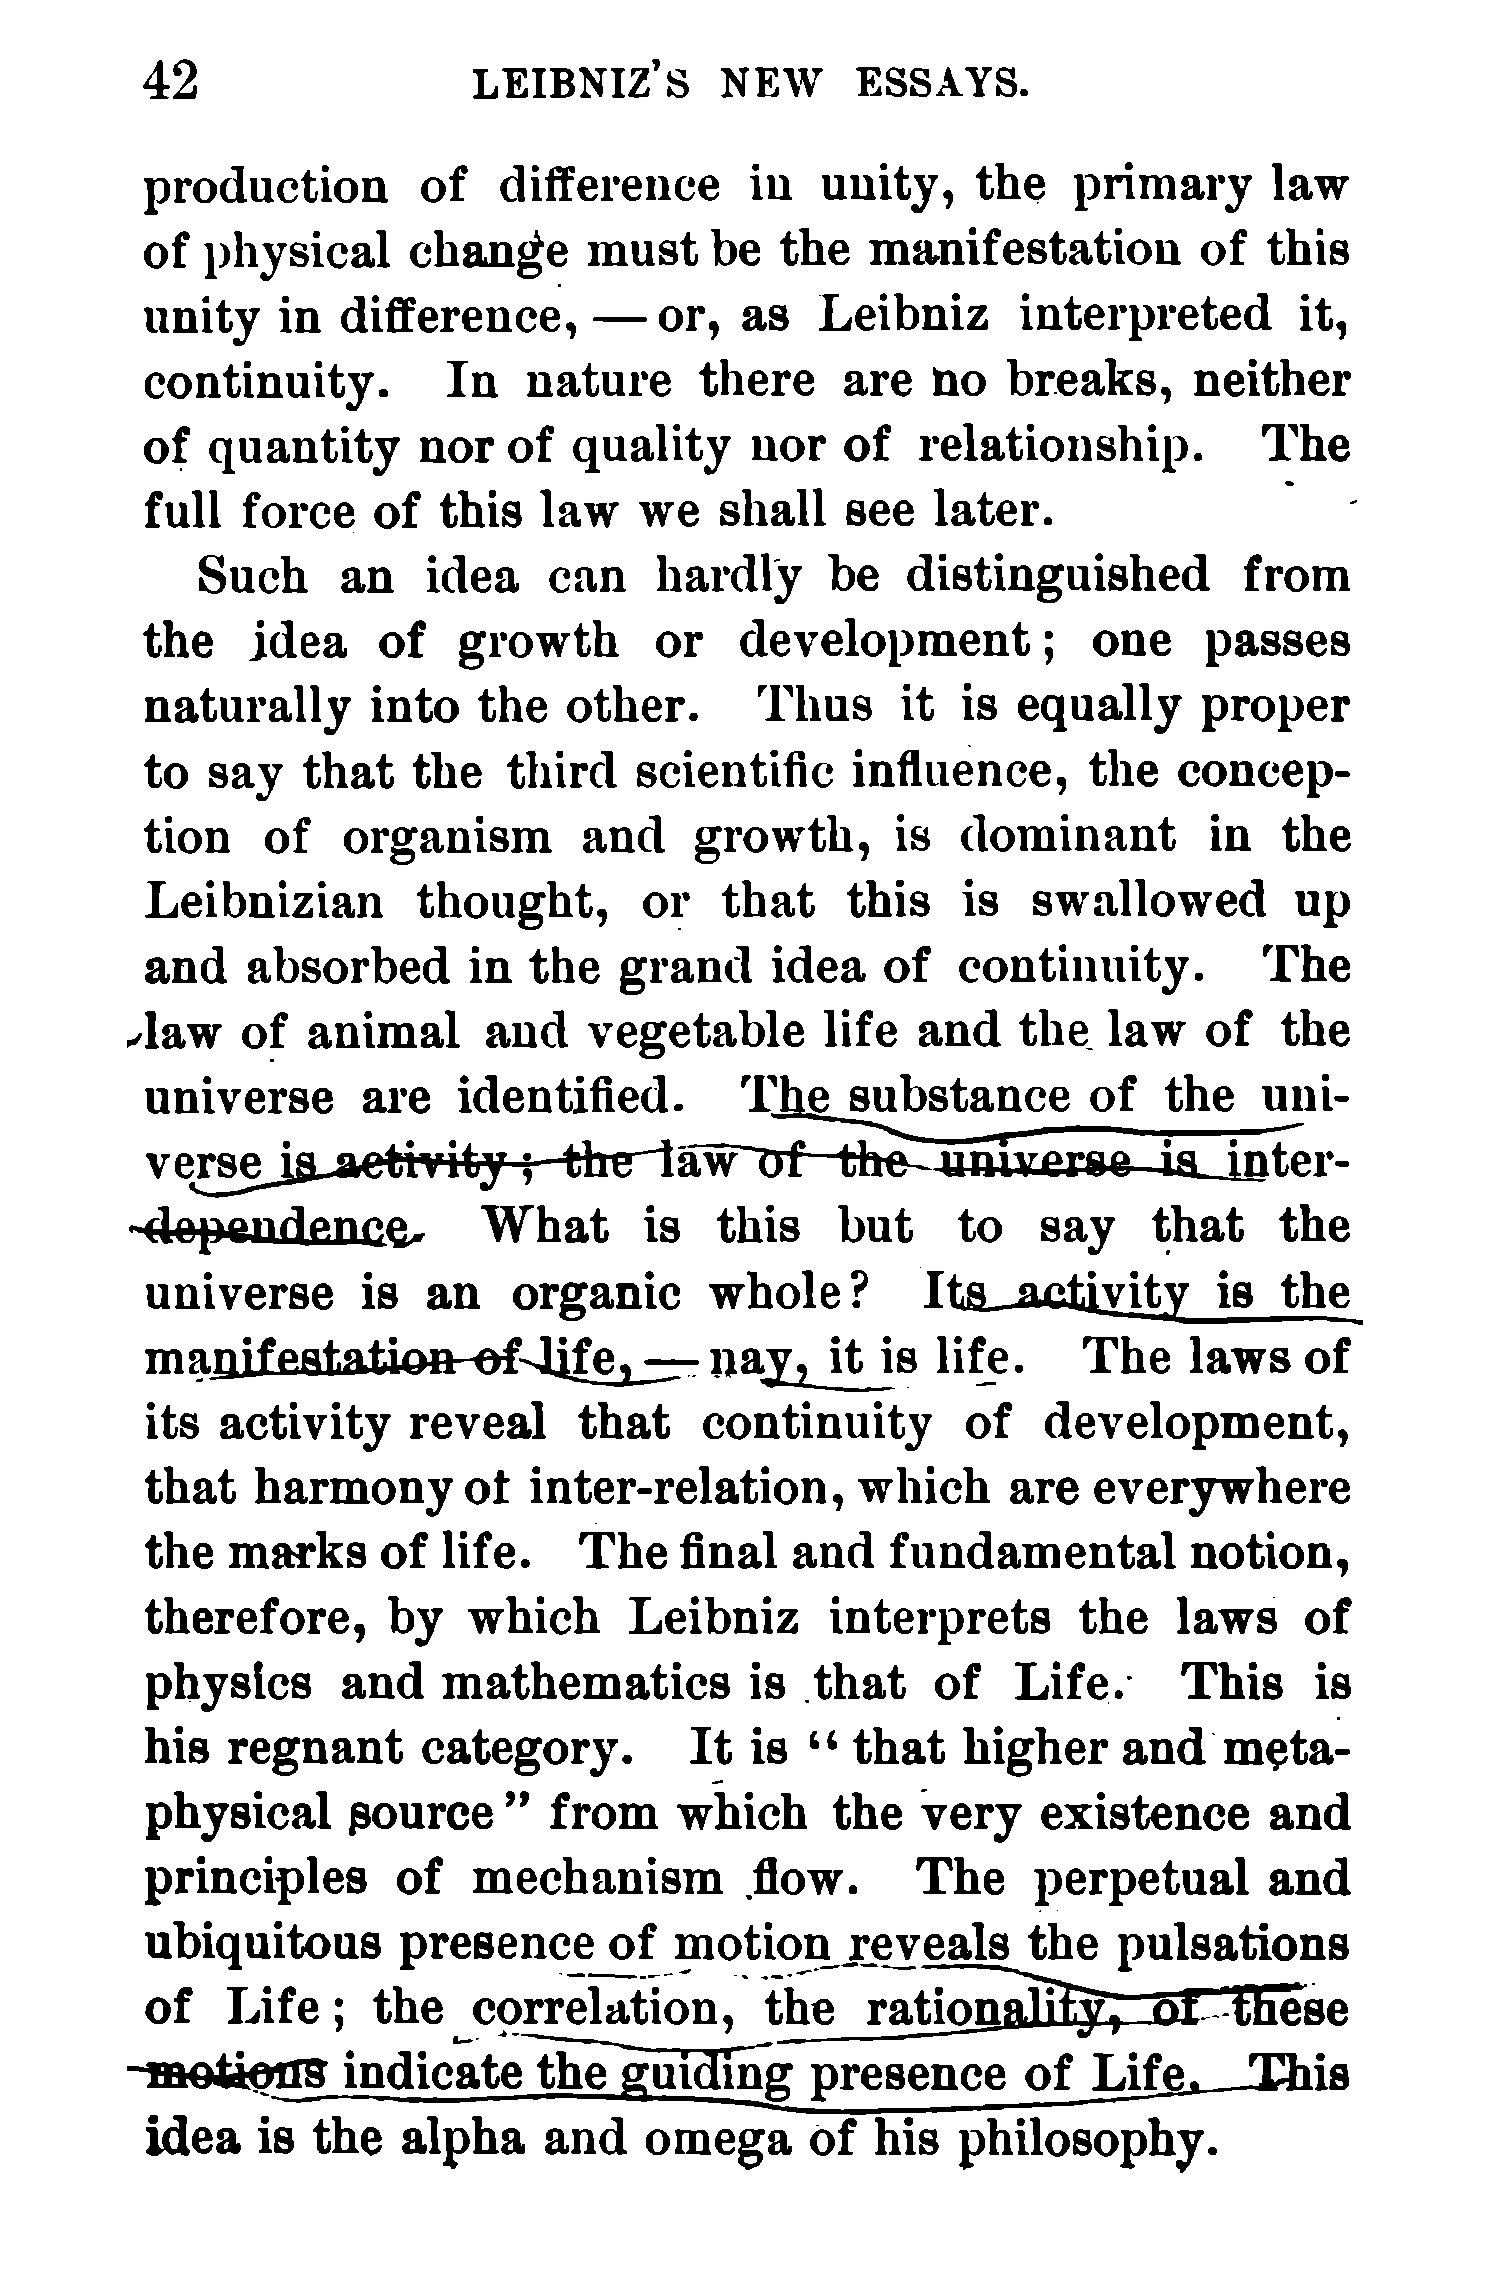 42 LEIBNIZ'S NEW ESSAYS.
production of difference in unity, the primary law
of physical change must be the manifestation of this
unity in difference, — or, as Leibniz interpreted it,
continuity. In nature there are no breaks, neither
of quantity nor of quality nor of relationship. The
full force of this law we shall see later.
Such an idea can hardly be distinguished from
the idea of growth or development; one passes
naturally into the other. Thus it is equally proper
to say that the third scientific influence, the concep-
tion of organism and growth, is dominant in the
Leibnizian thought, or that this is swallowed up
and absorbed in the grand idea of continuity. The
law of animal and vegetable life and the law of the
universe are identified. The substance of the uni-
verse is activity; the law of the universe is inter-
dependence. What is this but to say that the
universe is an organic whole? Its activity is the
manifestation of life, — nay, it is life. The laws of
its activity reveal that continuity of development,
that harmony of inter-relation, which are everywhere
the marks of life. The final and fundamental notion,
therefore, by which Leibniz interprets the laws of
physics and mathematics is that of Life. This is
his regnant category. It is "that higher and meta-
physical source" from which the very existence and
principles of mechanism flow. The perpetual and
ubiquitous presence of motion reveals the pulsations
of Life; the correlation, the rationality, of these
motions indicate the guiding presence of Life. This
idea is the alpha and omega of his philosophy.